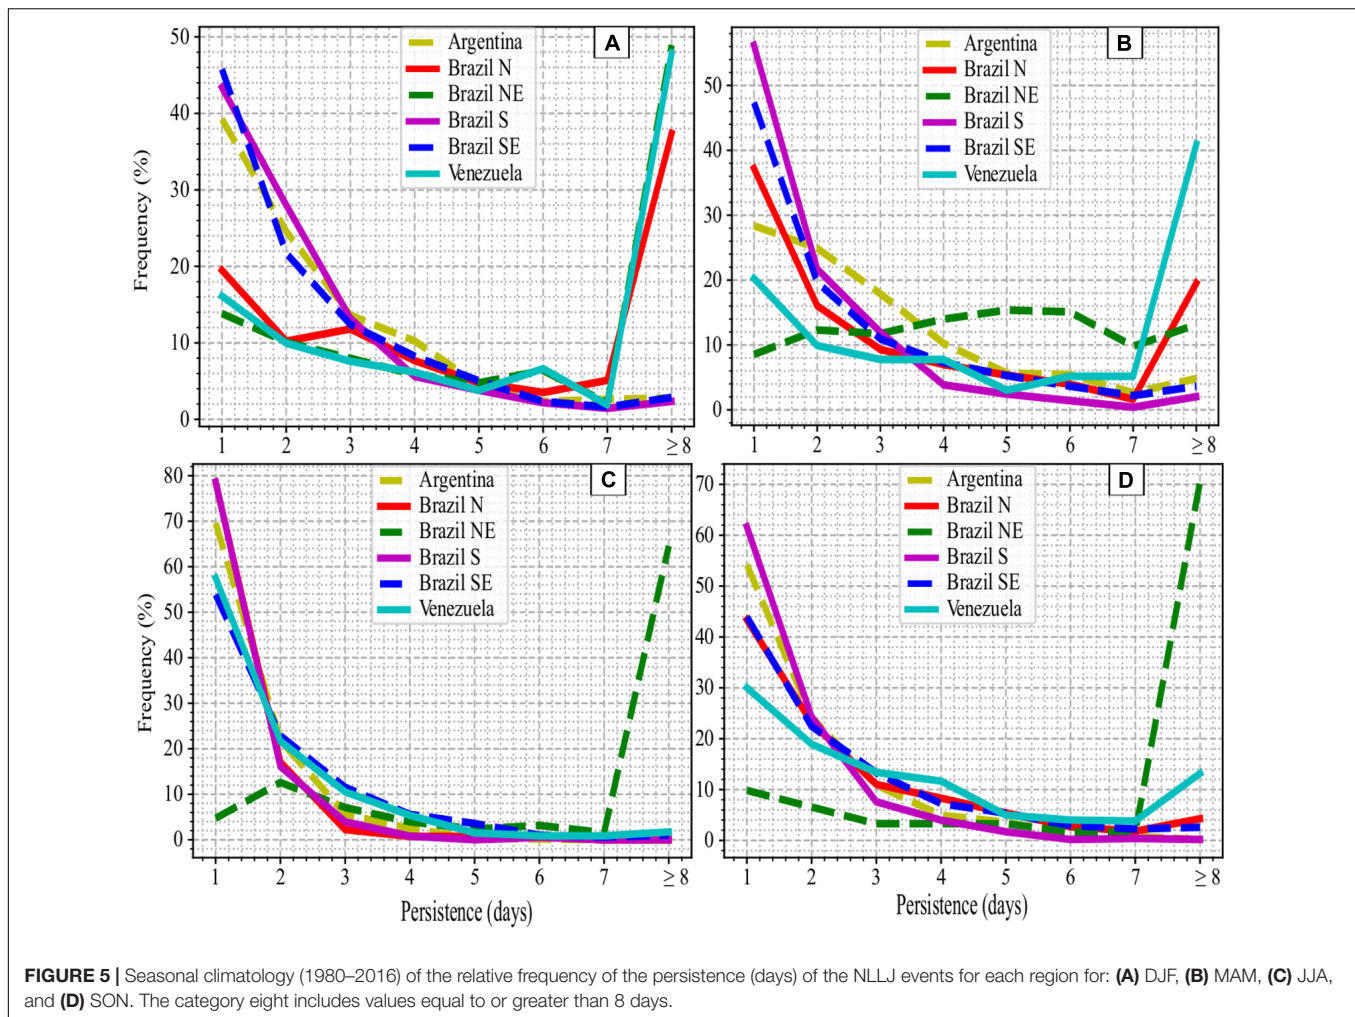 A
Argentina
Brazil N
Brazil NE
Brazil S
Brazil SE
Venezuela
Frequency (%)
50
40
30
20
10
0
1 2 3 4 5 6 7 ≥ 8
B
Argentina
Brazil N
Brazil NE
Brazil S
Brazil SE
Venezuela
50
40
30
20
10
0
1 2 3 4 5 6 7 ≥ 8
C
Argentina
Brazil N
Brazil NE
Brazil S
Brazil SE
Venezuela
Frequency (%)
80
70
60
50
40
30
20
10
0
1 2 3 4 5 6 7 ≥ 8
Persistence (days)
D
Argentina
Brazil N
Brazil NE
Brazil S
Brazil SE
Venezuela
70
60
50
40
30
20
10
0
1 2 3 4 5 6 7 ≥ 8
Persistence (days)
FIGURE 5 | Seasonal climatology (1980–2016) of the relative frequency of the persistence (days) of the NLLJ events for each region for: (A) DJF, (B) MAM, (C) JJA,
and (D) SON. The category eight includes values equal to or greater than 8 days.